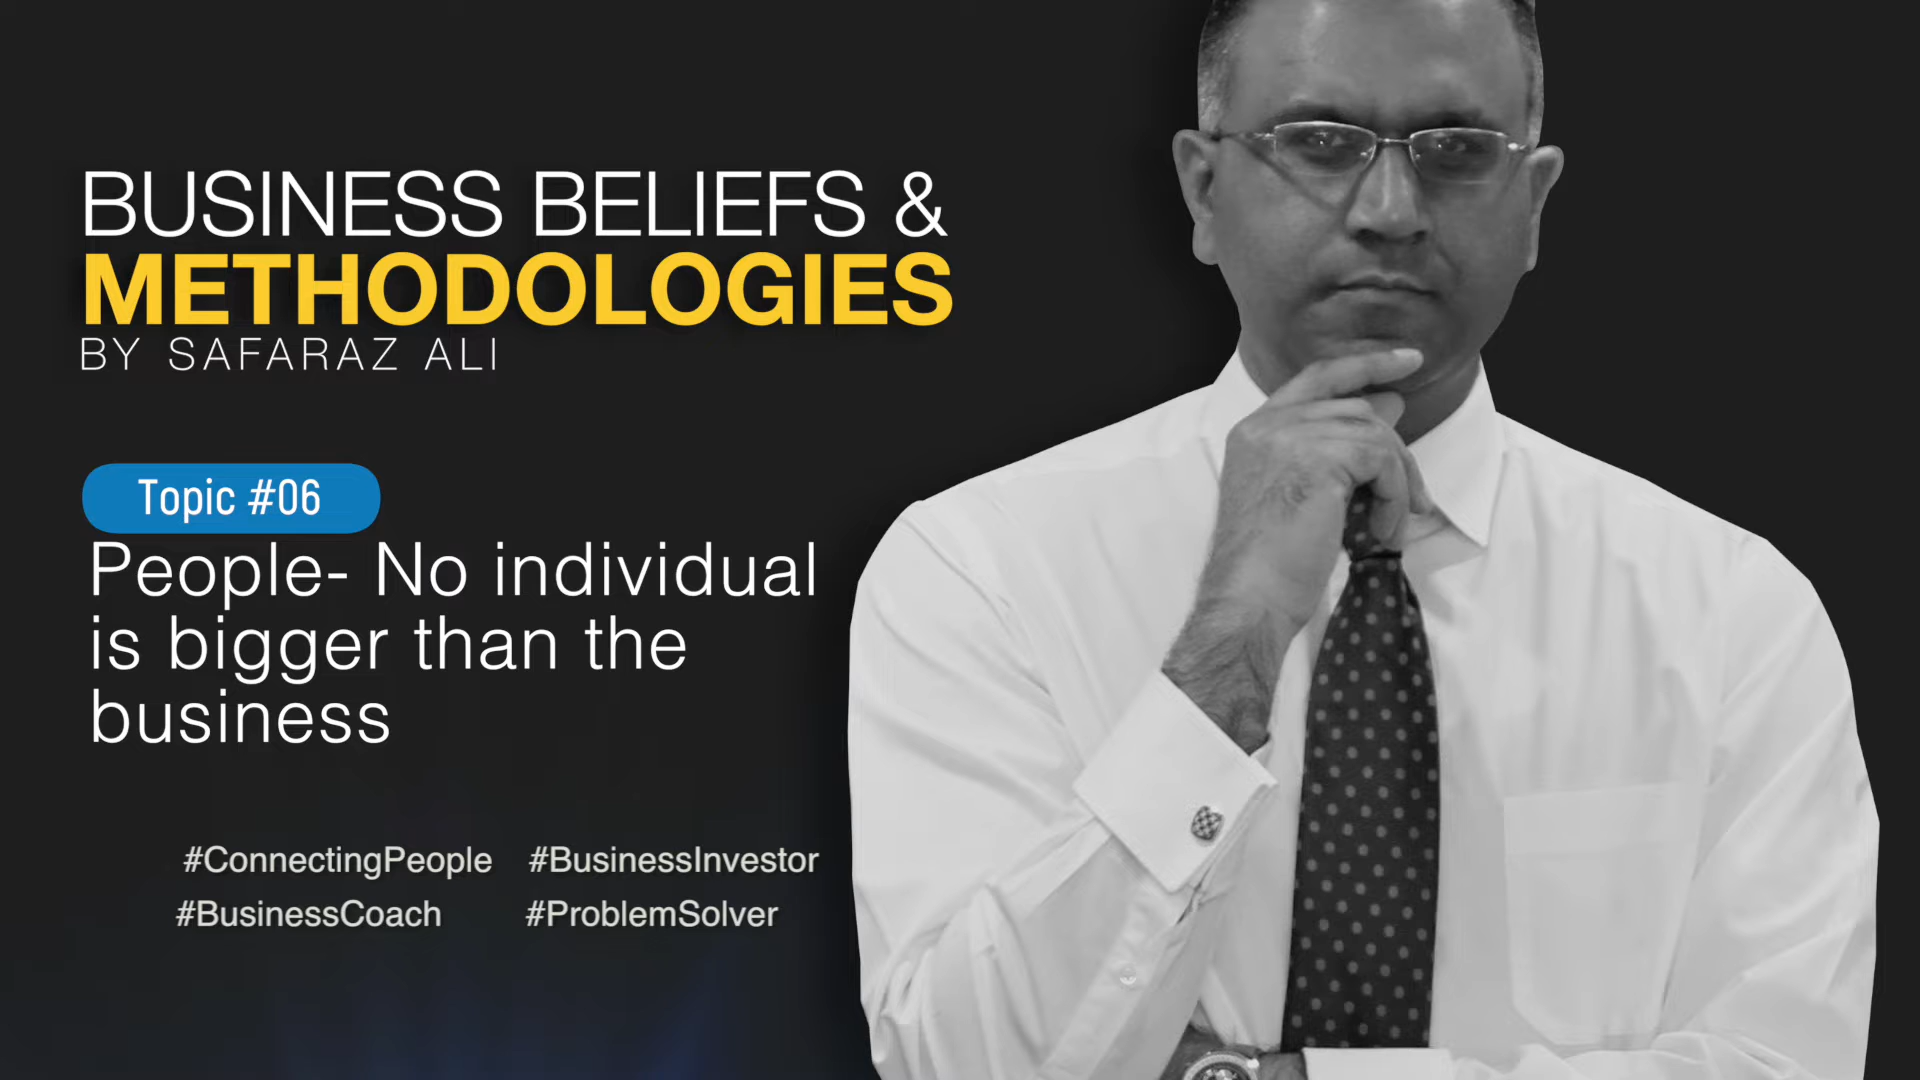 BUSINESS BELIEFS &
METHODOLOGIES
BY SAFARAZ ALI
Topic #06
People- No individual
is bigger than the
business
#ConnectingPeople #BusinessInvestor
#BusinessCoach #ProblemSolver